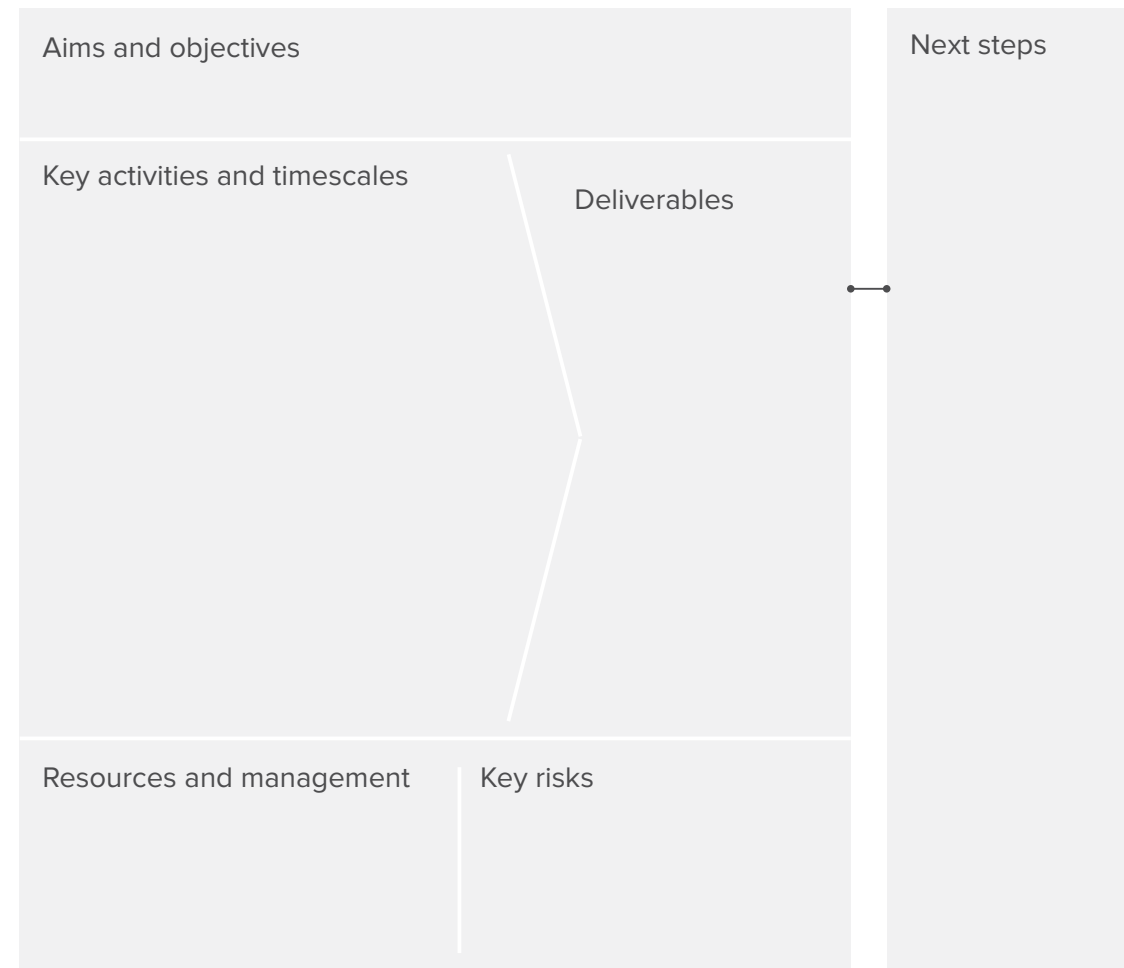 Aims and objectives
Key activities and timescales
Deliverables
Resources and management
Key risks
Next steps